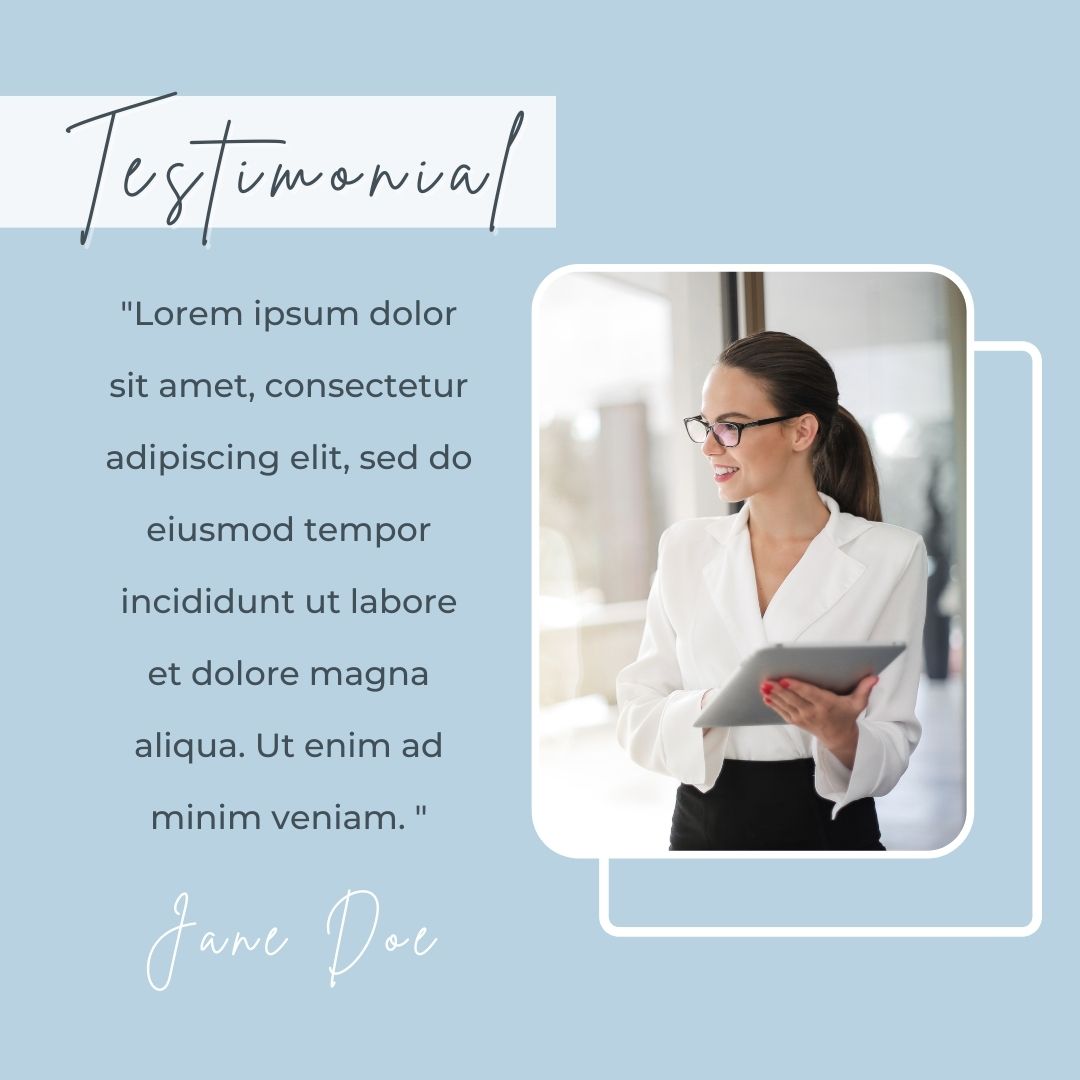 Testimonial
"Lorem ipsum dolor
sit amet, consectetur
adipiscing elit, sed do
eiusmod tempor
incididunt ut labore
et dolore magna
aliqua. Ut enim ad
minim veniam. "
Jane Doe